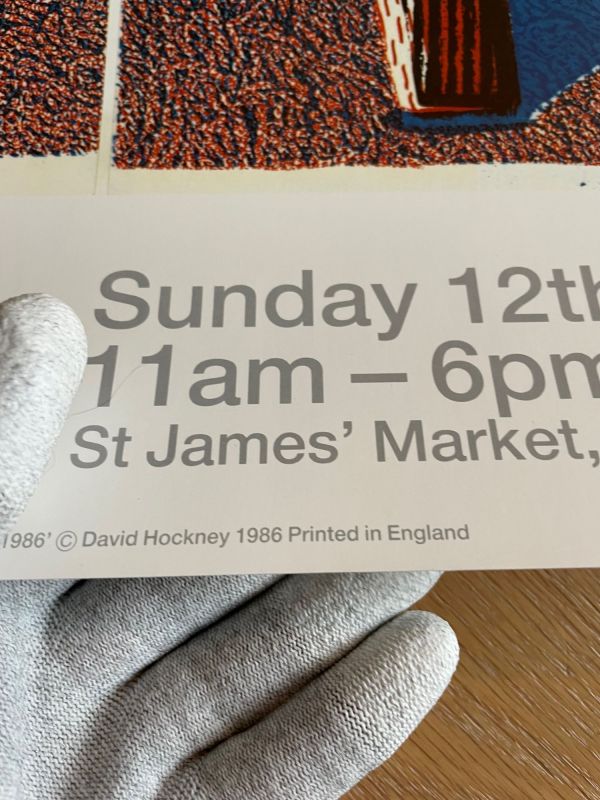 Sunday 12th
11am – 6pm
St James' Market,
1986' © David Hockney 1986 Printed in England